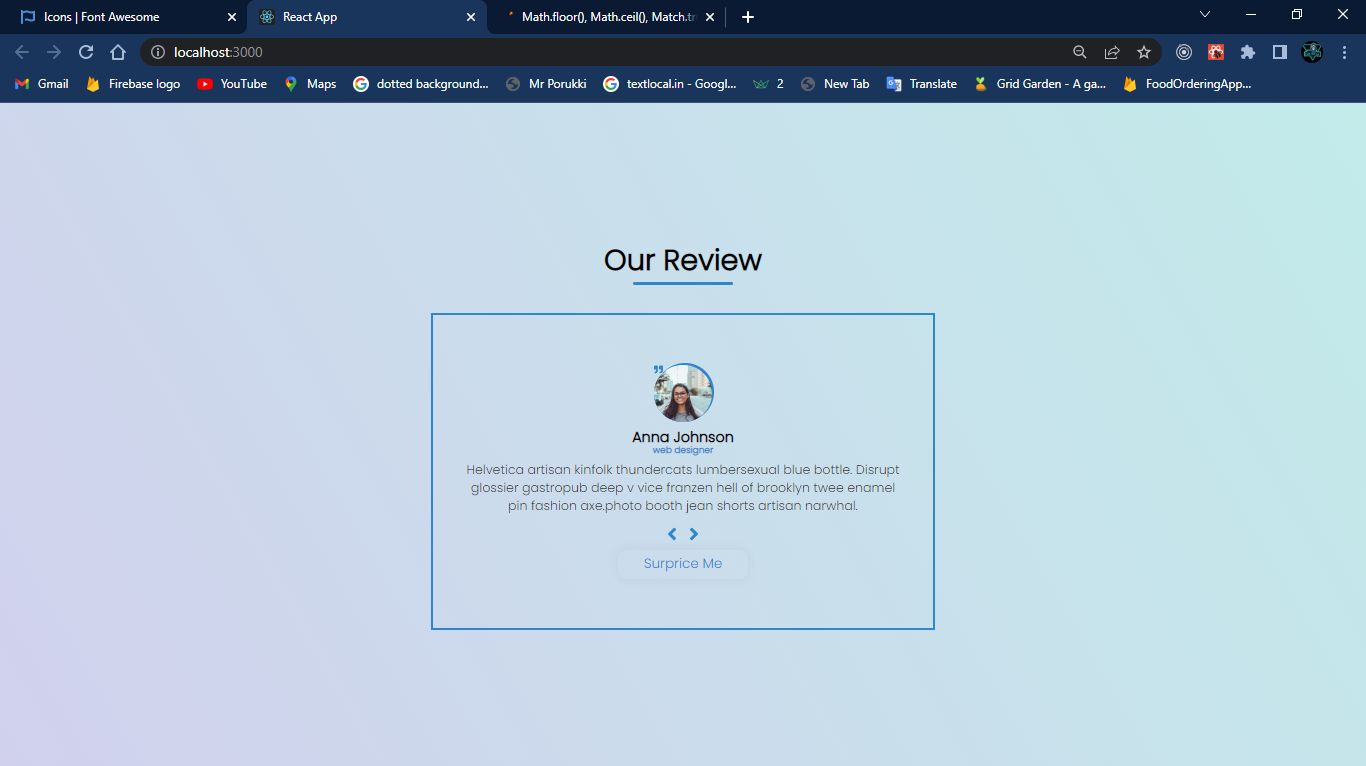 Icons | Font Awesome
React App
Math.floor(), Math.ceil(), Match.tr
localhost:3000
Gmail
Firebase logo
YouTube
Maps
dotted background...
Mr Porukki
textlocal.in - Googl...
2
New Tab
Translate
Grid Garden - A ga...
FoodOrderingApp...
Our Review
Anna Johnson
web designer
Helvetica artisan kinfolk thundercats lumbersexual blue bottle. Disrupt
glossier gastropub deep v vice franzen hell of brooklyn twee enamel
pin fashion axe.photo booth jean shorts artisan narwhal.
Surprice Me